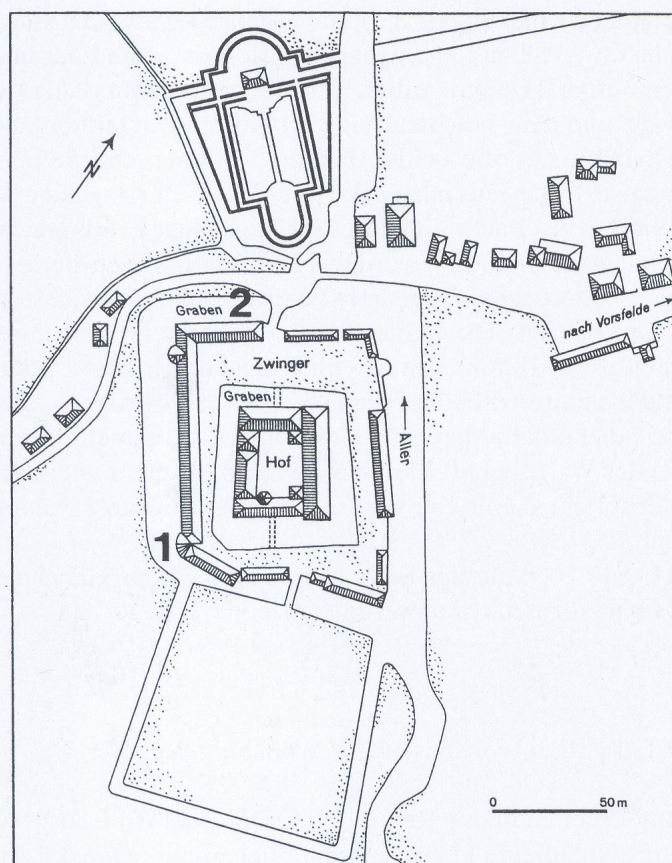 N
Graben 2
nach Vorsfelde
Zwinger
Graben
Aller
Hof
1
0 50 m